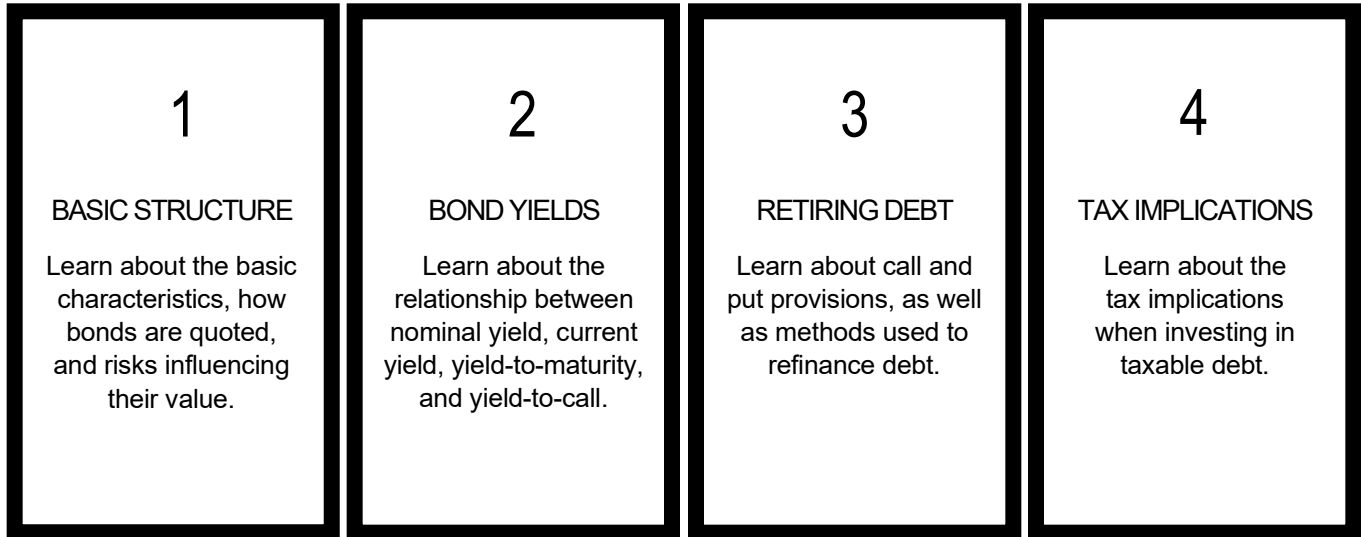 1
BASIC STRUCTURE
Learn about the basic
characteristics, how
bonds are quoted,
and risks influencing
their value.
2
BOND YIELDS
Learn about the
relationship between
nominal yield, current
yield, yield-to-maturity,
and yield-to-call.
3
RETIRING DEBT
Learn about call and
put provisions, as well
as methods used to
refinance debt.
4
TAX IMPLICATIONS
Learn about the
tax implications
when investing in
taxable debt.